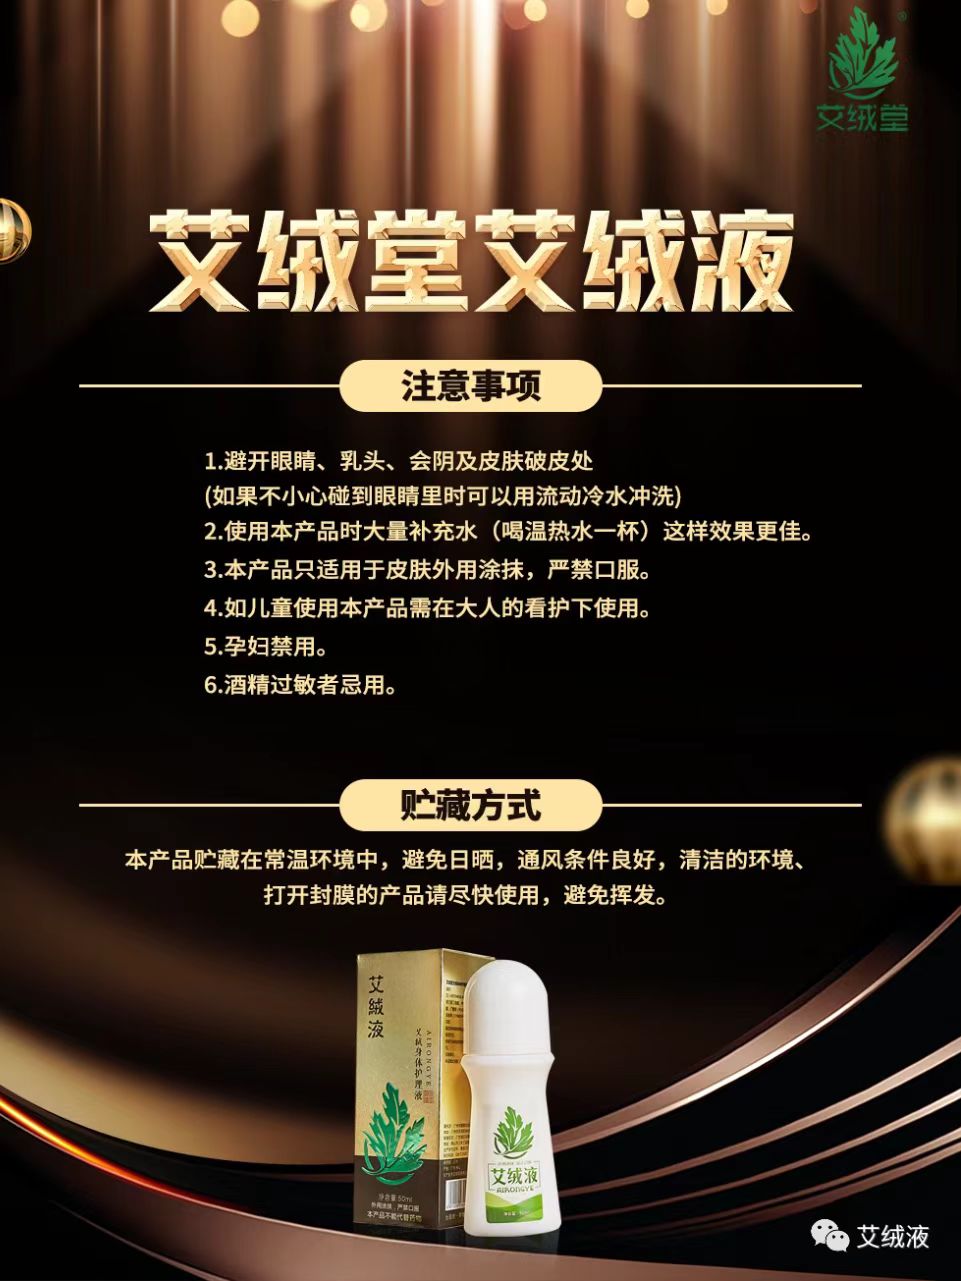 艾绒堂
艾绒堂艾绒液
注意事项
1.避开眼睛、乳头、会阴及皮肤破皮处
(如果不小心碰到眼睛里时可以用流动冷水冲洗)
2.使用本产品时大量补充水（喝温热水一杯）这样效果更佳。
3.本产品只适用于皮肤外用涂抹，严禁口服。
4.如儿童使用本产品需在大人的看护下使用。
5.孕妇禁用。
6.酒精过敏者忌用。
贮藏方式
本产品贮藏在常温环境中，避免日晒，通风条件良好，清洁的环境、
打开封膜的产品请尽快使用，避免挥发。
艾絨液
艾絨身体护理液
AIRONGYE
净含量 50ml
外用涂肤，严禁口服
本产品不能代替药物
艾绒液
AIRONGYE
艾绒液